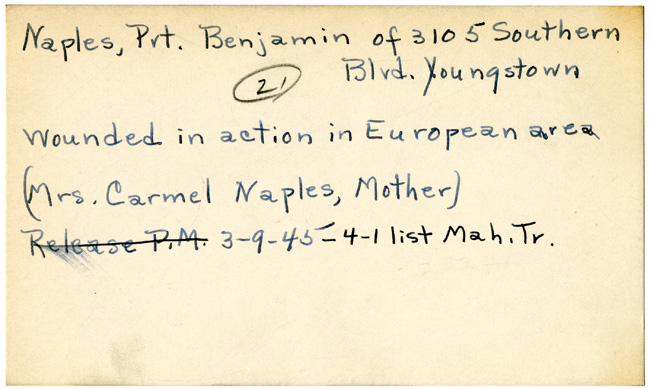 Naples, Pvt. Benjamin of 3105 Southern
Blvd. Youngstown
21
Wounded in action in European area
(Mrs. Carmel Naples, Mother)
Release P.M. 3-9-45-4-1 list Mah. Tr.